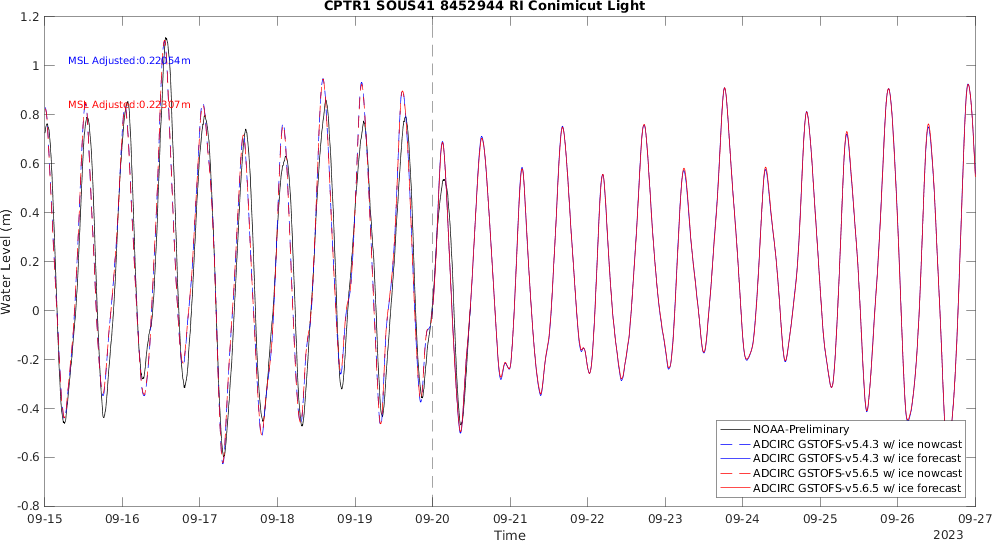 CPTR1 SOUS41 8452944 RI Conimicut Light
1.2
1
0.8
0.6
0.4
0.2
0
-0.2
-0.4
-0.6
-0.8
Water Level (m)
MSL Adjusted:0.22054m
MSL Adjusted:0.22307m
NOAA-Preliminary
ADCIRC GSTOFS-v5.4.3 w/ ice nowcast
ADCIRC GSTOFS-v5.4.3 w/ ice forecast
ADCIRC GSTOFS-v5.6.5 w/ ice nowcast
ADCIRC GSTOFS-v5.6.5 w/ ice forecast
09-15 09-16 09-17 09-18 09-19 09-20 09-21 09-22 09-23 09-24 09-25 09-26 09-27
Time
2023